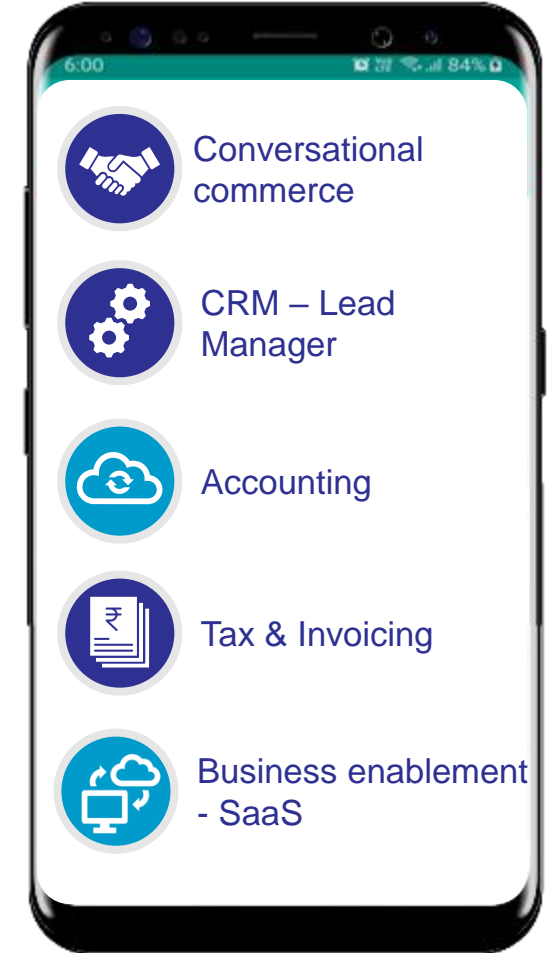 6:00 84%
Conversational
commerce
CRM – Lead
Manager
Accounting
₹
Tax & Invoicing
Business enablement
- SaaS